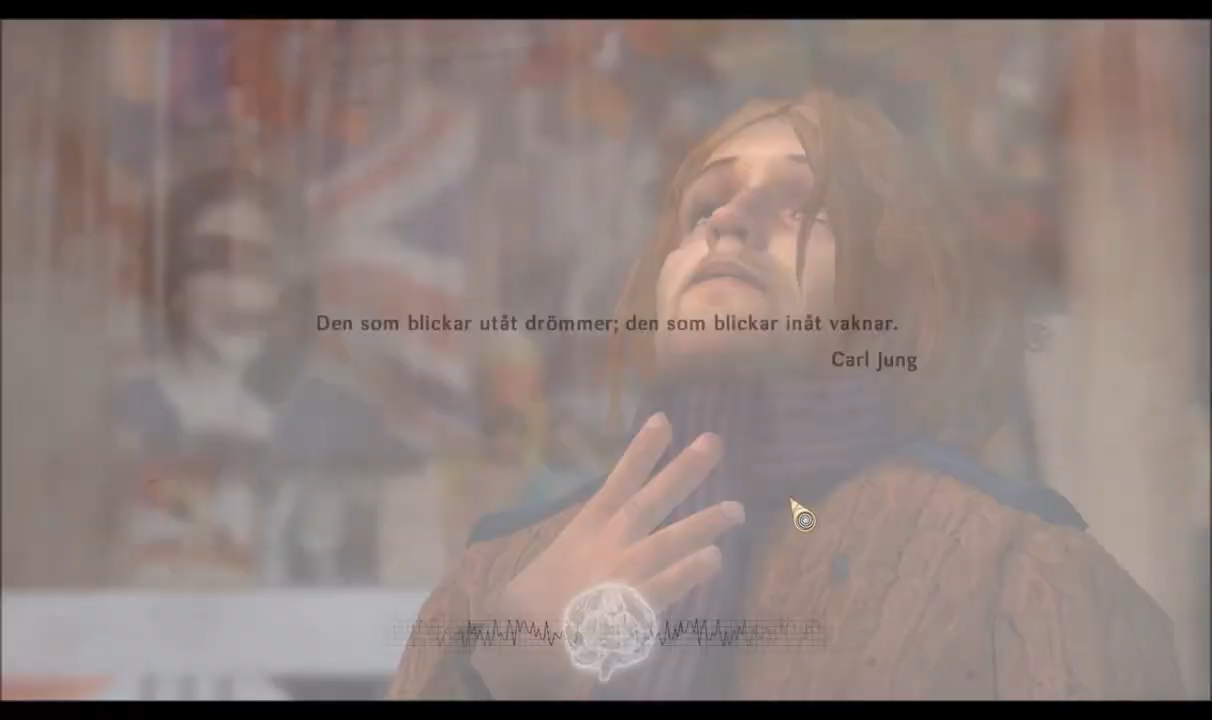 Den som blickar utåt drömmer; den som blickar inåt vaknar.
Carl Jung